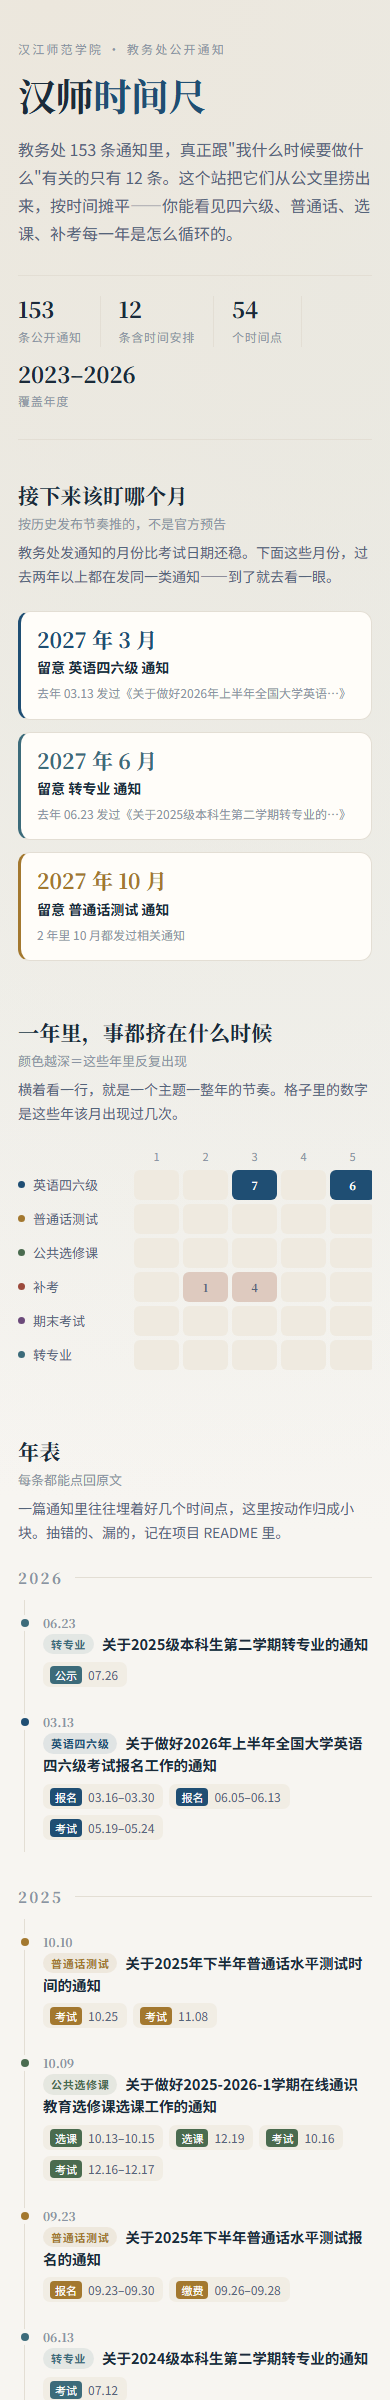 汉江师范学院 · 教务处公开通知
汉师时间尺
教务处 153 条通知里，真正跟"我什么时候要做什
么"有关的只有 12 条。这个站把它们从公文里捞出
来，按时间摊平——你能看见四六级、普通话、选
课、补考每一年是怎么循环的。
153
条公开通知
12
条含时间安排
54
个时间点
2023–2026
覆盖年度
接下来该盯哪个月
按历史发布节奏推的，不是官方预告
教务处发通知的月份比考试日期还稳。下面这些月份，过
去两年以上都在发同一类通知——到了就去看一眼。
2027 年 3 月
留意 英语四六级 通知
去年 03.13 发过《关于做好2026年上半年全国大学英语…》
2027 年 6 月
留意 转专业 通知
去年 06.23 发过《关于2025级本科生第二学期转专业的…》
2027 年 10 月
留意 普通话测试 通知
2 年里 10 月都发过相关通知
一年里，事都挤在什么时候
颜色越深＝这些年里反复出现
横着看一行，就是一个主题一整年的节奏。格子里的数字
是这些年该月出现过几次。
1 2 3 4 5
英语四六级 7 6
普通话测试
公共选修课
补考 1 4
期末考试
转专业
年表
每条都能点回原文
一篇通知里往往埋着好几个时间点，这里按动作归成小
块。抽错的、漏的，记在项目 README 里。
2026
06.23
转专业 关于2025级本科生第二学期转专业的通知
公示 07.26
03.13
英语四六级 关于做好2026年上半年全国大学英语
四六级考试报名工作的通知
报名 03.16–03.30 报名 06.05–06.13
考试 05.19–05.24
2025
10.10
普通话测试 关于2025年下半年普通话水平测试时
间的通知
考试 10.25 考试 11.08
10.09
公共选修课 关于做好2025-2026-1学期在线通识
教育选修课选课工作的通知
选课 10.13–10.15 选课 12.19 考试 10.16
考试 12.16–12.17
09.23
普通话测试 关于2025年下半年普通话水平测试报
名的通知
报名 09.23–09.30 缴费 09.26–09.28
06.13
转专业 关于2024级本科生第二学期转专业的通知
考试 07.12